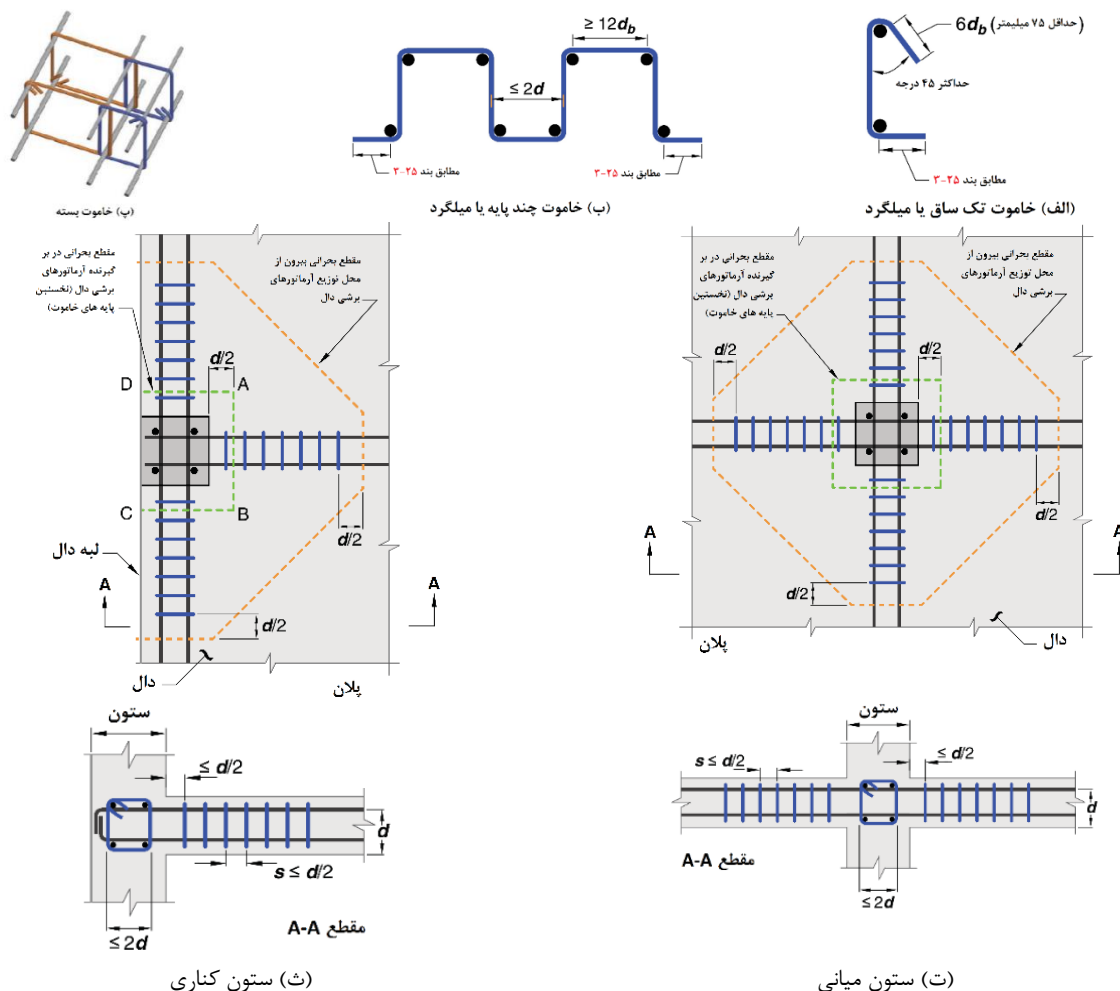 6d_b (حداقل ۷۵ میلیمتر)
حداکثر ۴۵ درجه
مطابق بند ۲۵-۳
(الف) خاموت تک ساق یا میلگرد
≥ 12d_b
≤ 2d
مطابق بند ۲۵-۳
مطابق بند ۲۵-۳
(ب) خاموت چند پایه یا میلگرد
(پ) خاموت بسته
مقطع بحرانی در بر
گیرنده آرماتورهای
برشی دال (نخستین
پایه های خاموت)
مقطع بحرانی بیرون از
محل توزیع آرماتورهای
برشی دال
d/2
d/2
d/2
d/2
A
A
دال
پلان
مقطع بحرانی در بر
گیرنده آرماتورهای
برشی دال (نخستین
پایه های خاموت)
مقطع بحرانی بیرون از
محل توزیع آرماتورهای
برشی دال
D
A
d/2
C
B
d/2
لبه دال
A
A
d/2
دال
پلان
ستون
s ≤ d/2
≤ d/2
d
مقطع A-A
≤ 2d
(ت) ستون میانی
ستون
≤ d/2
d
s ≤ d/2
مقطع A-A
≤ 2d
(ث) ستون کناری